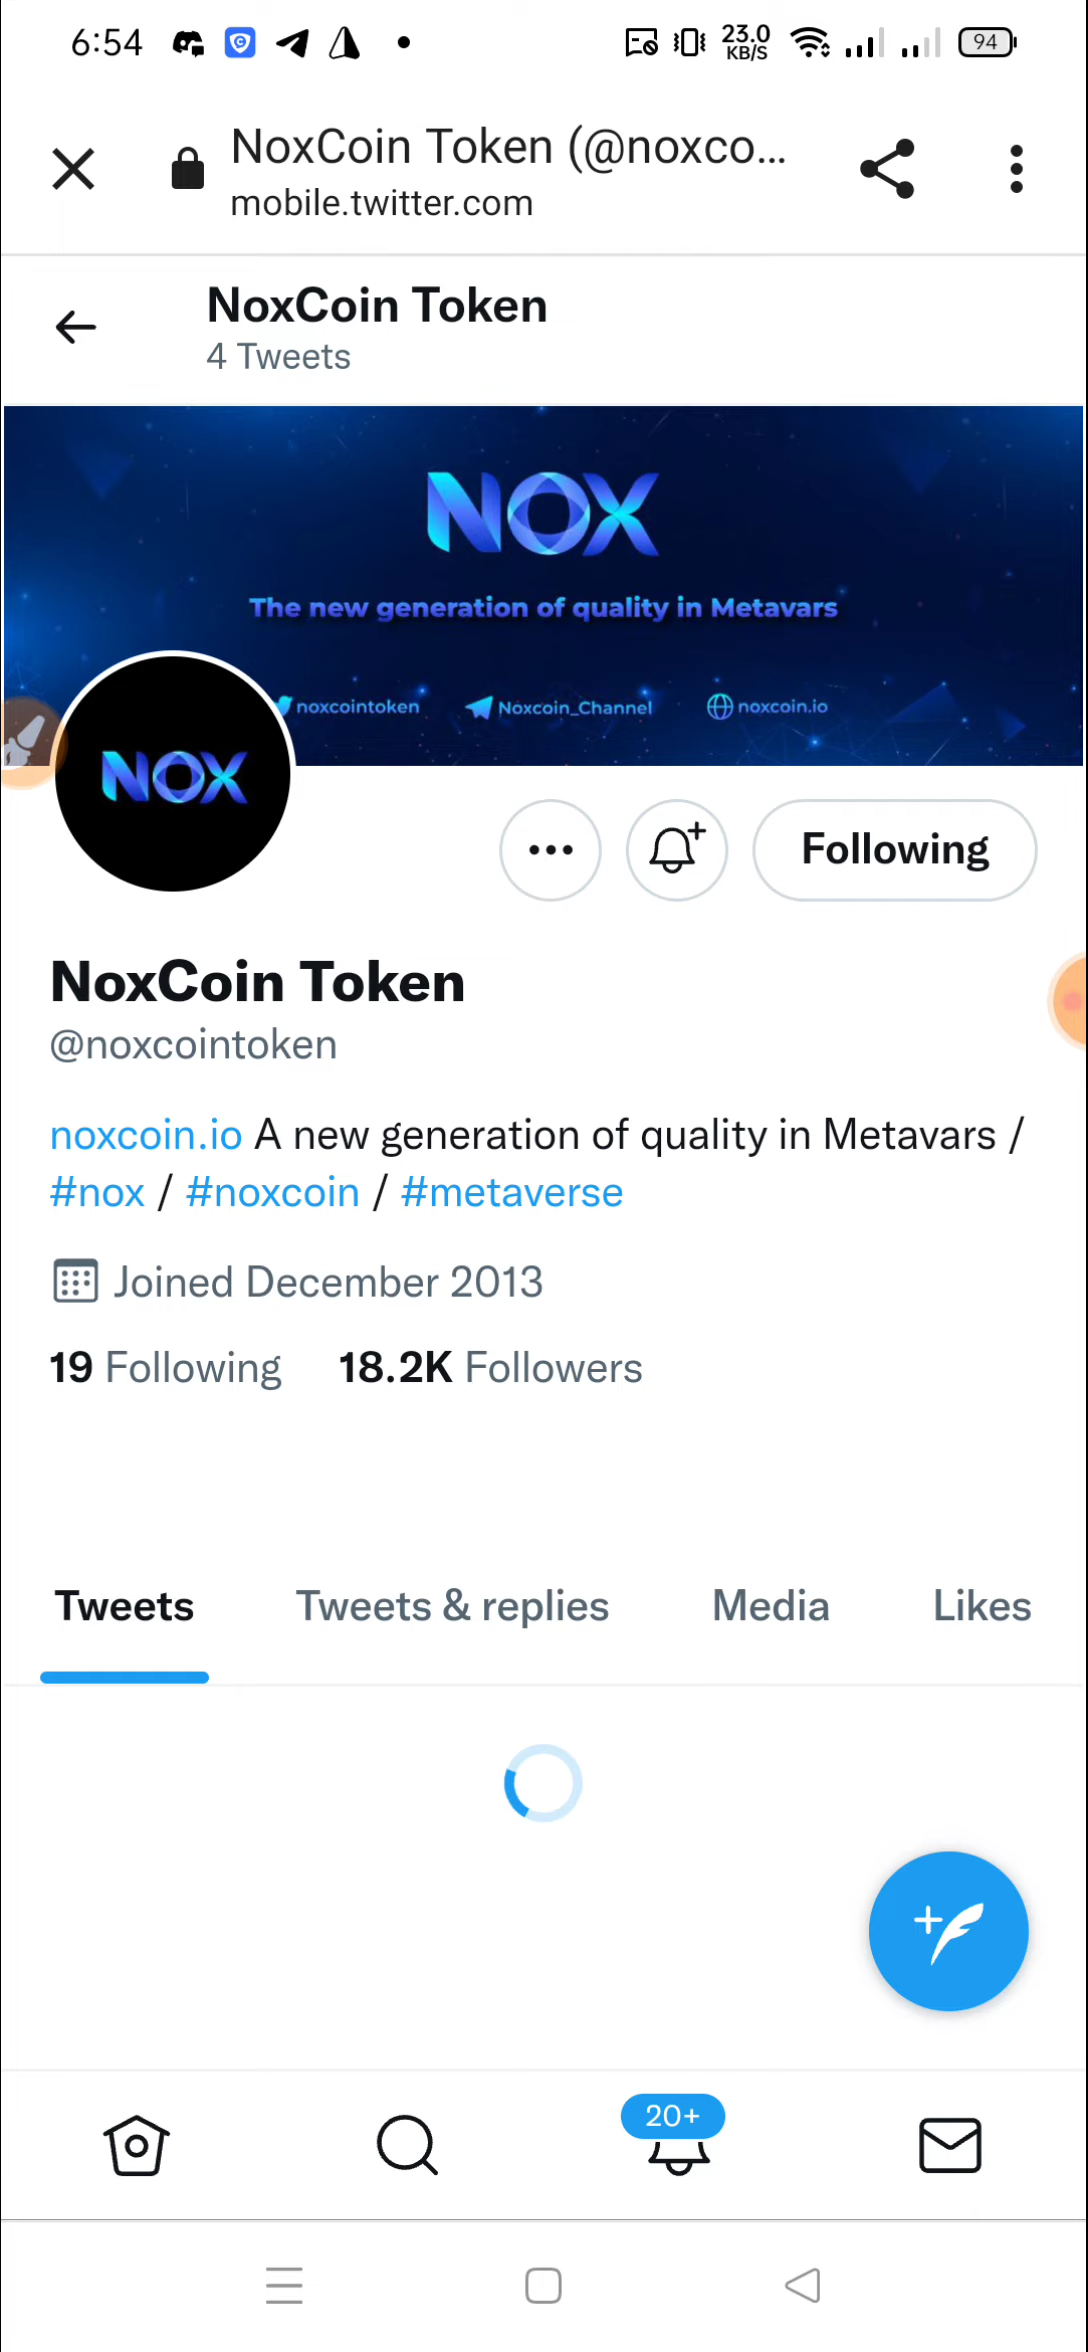 6:54 23.0 KB/S 94
NoxCoin Token (@noxco...
mobile.twitter.com
NoxCoin Token
4 Tweets
NOX
The new generation of quality in Metavars
noxcointoken Noxcoin_Channel noxcoin.io
NOX
Following
NoxCoin Token
@noxcointoken
noxcoin.io A new generation of quality in Metavars /
#nox / #noxcoin / #metaverse
Joined December 2013
19 Following 18.2K Followers
Tweets Tweets & replies Media Likes
20+